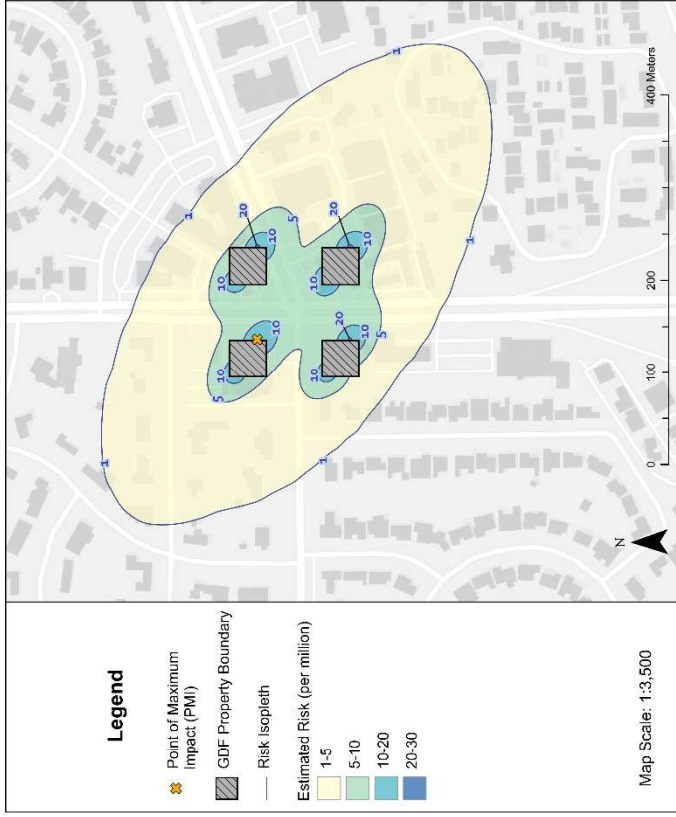 Legend
Point of Maximum
Impact (PMI)
GDF Property Boundary
Risk Isopleth
Estimated Risk (per million)
1-5
5-10
10-20
20-30
Map Scale: 1:3,500
1
1
1
1
1
5
5
5
10
10
20
10
10
10
20
10
10
20
10
N
0
100
200
400 Meters